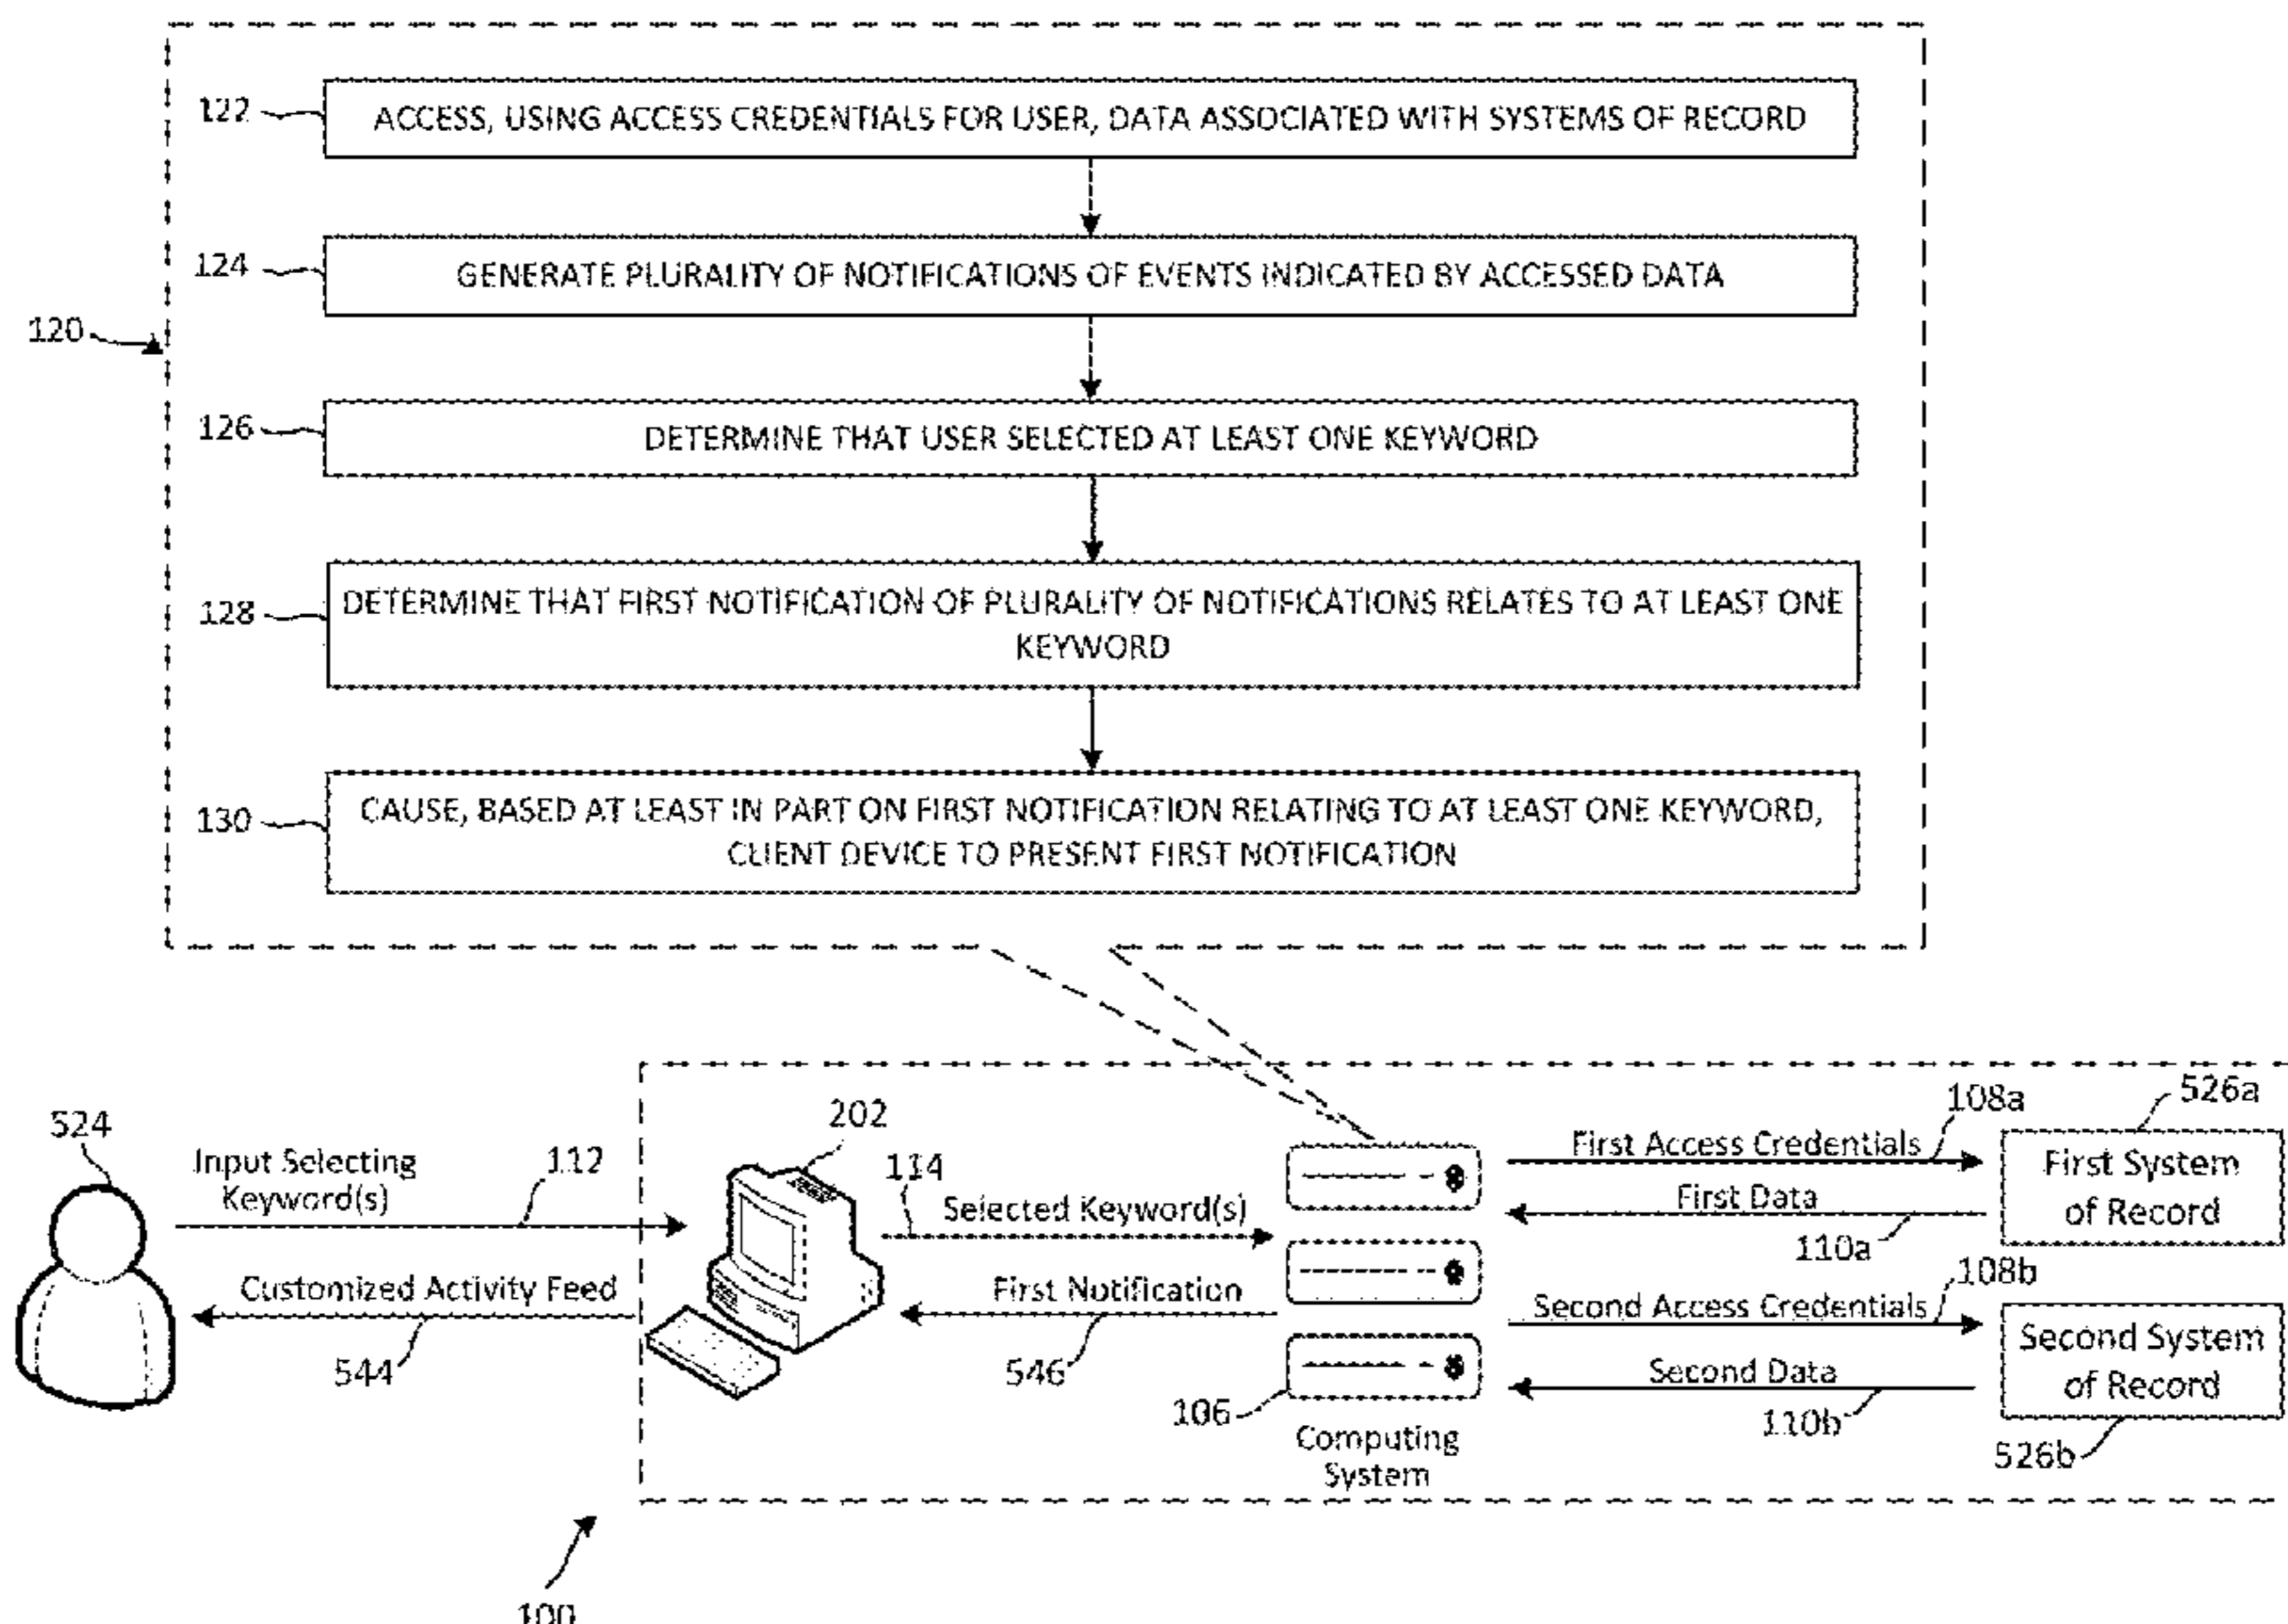 122
ACCESS, USING ACCESS CREDENTIALS FOR USER, DATA ASSOCIATED WITH SYSTEMS OF RECORD
124
GENERATE PLURALITY OF NOTIFICATIONS OF EVENTS INDICATED BY ACCESSED DATA
120
126
DETERMINE THAT USER SELECTED AT LEAST ONE KEYWORD
128
DETERMINE THAT FIRST NOTIFICATION OF PLURALITY OF NOTIFICATIONS RELATES TO AT LEAST ONE
KEYWORD
130
CAUSE, BASED AT LEAST IN PART ON FIRST NOTIFICATION RELATING TO AT LEAST ONE KEYWORD,
CLIENT DEVICE TO PRESENT FIRST NOTIFICATION
524
Input Selecting
Keyword(s)
112
202
114
Selected Keyword(s)
First Access Credentials
108a
526a
First System
of Record
First Data
110a
Customized Activity Feed
544
First Notification
546
106
Computing
System
Second Access Credentials
108b
Second System
of Record
Second Data
110b
526b
100